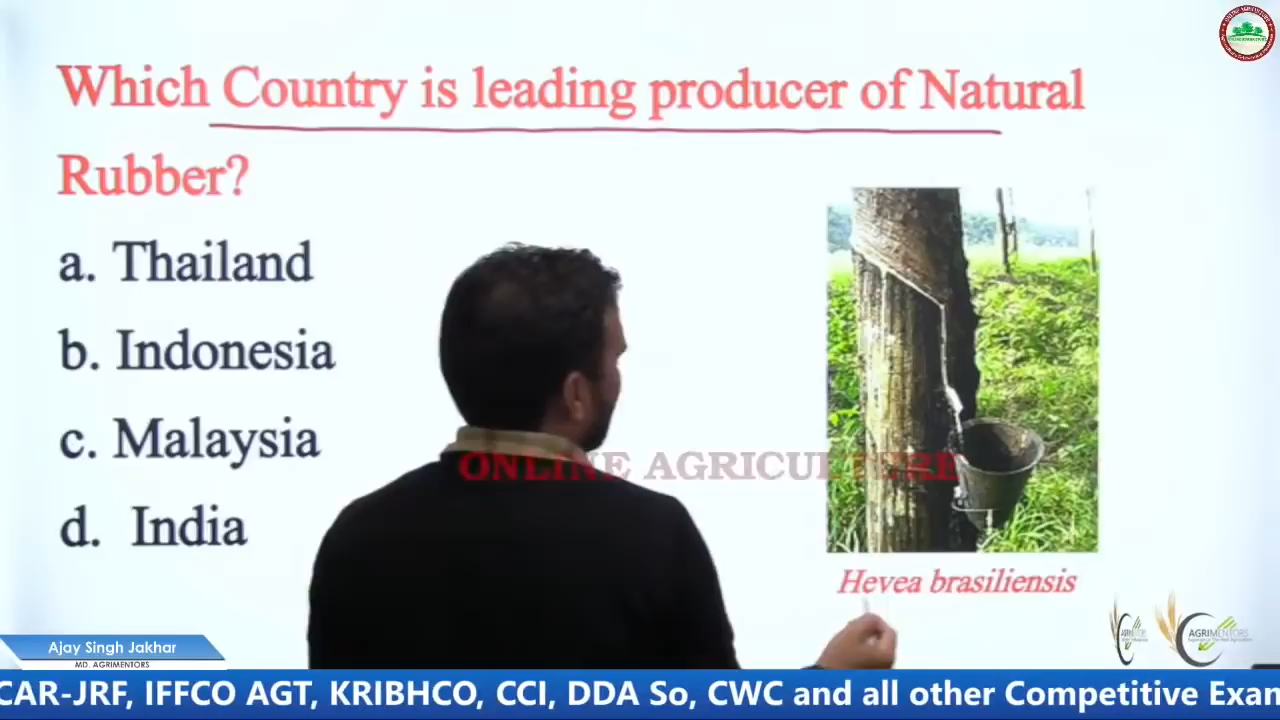 Which Country is leading producer of Natural
Rubber?
a. Thailand
b. Indonesia
c. Malaysia
d. India
ONLINE AGRICULTURE
Hevea brasiliensis
AGRIMENTORS
Ajay Singh Jakhar
MD. AGRIMENTORS
CAR-JRF, IFFCO AGT, KRIBHCO, CCI, DDA So, CWC and all other Competitive Exan